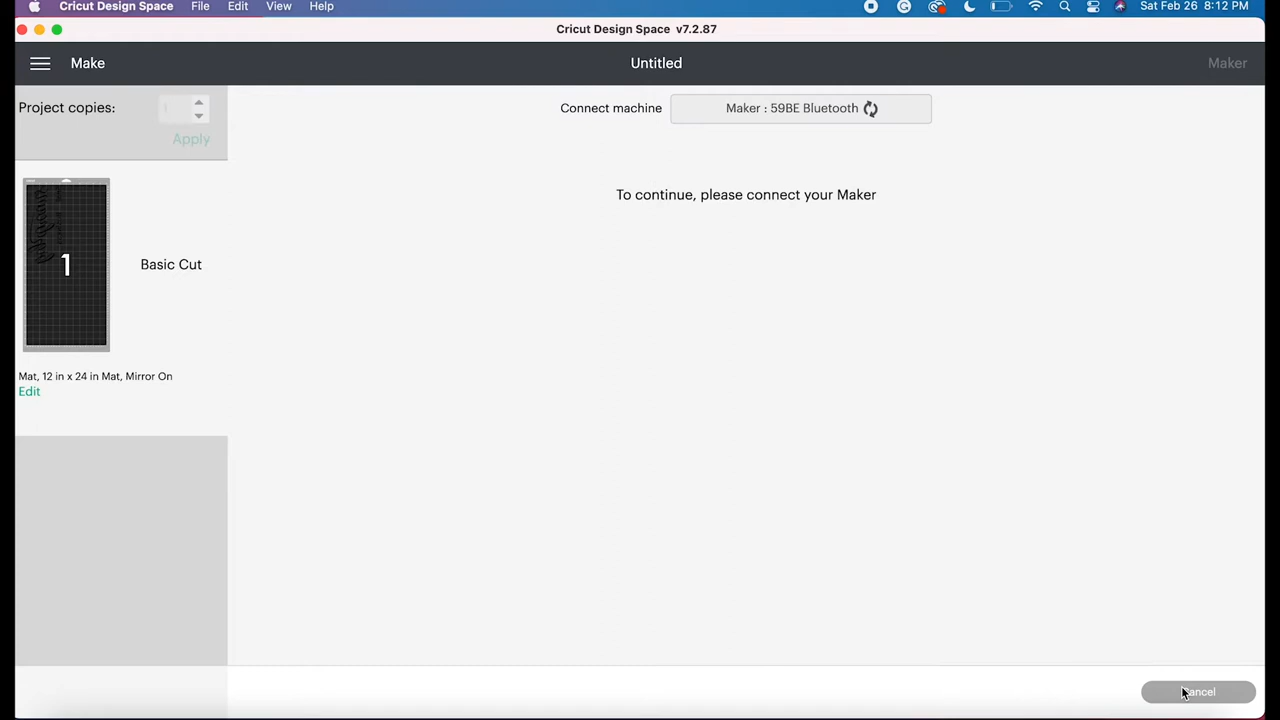 Cricut Design Space File Edit View Help Sat Feb 26 8:12 PM
Cricut Design Space v7.2.87
Make Untitled Maker
Project copies:
Apply
Connect machine Maker : 59BE Bluetooth
To continue, please connect your Maker
1
Basic Cut
Mat, 12 in x 24 in Mat, Mirror On
Edit
Cancel